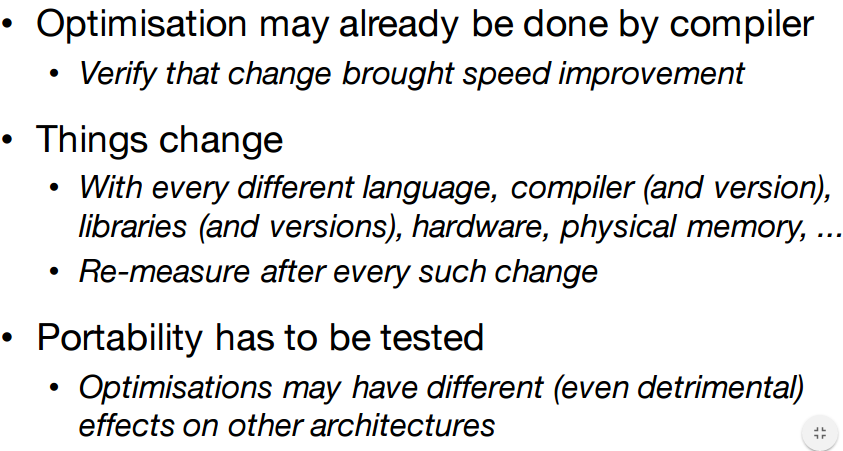 • Optimisation may already be done by compiler
• Verify that change brought speed improvement
• Things change
• With every different language, compiler (and version),
libraries (and versions), hardware, physical memory, ...
• Re-measure after every such change
• Portability has to be tested
• Optimisations may have different (even detrimental)
effects on other architectures